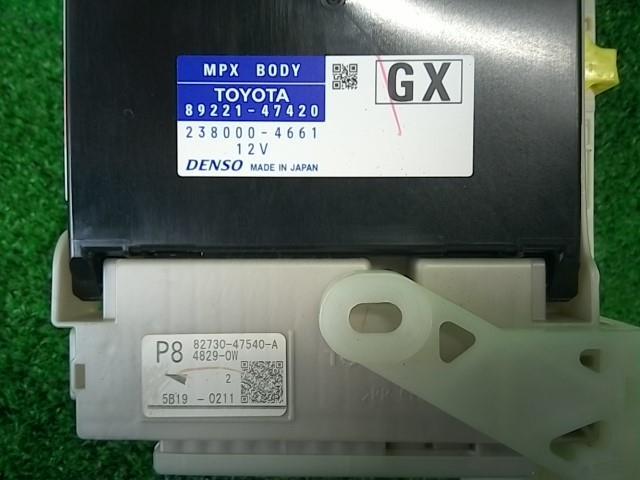 MPX BODY
TOYOTA
89221-47420
GX
238000-4661
12V
DENSO MADE IN JAPAN
P8 82730-47540-A
4829-0W
2
5B19 -0211